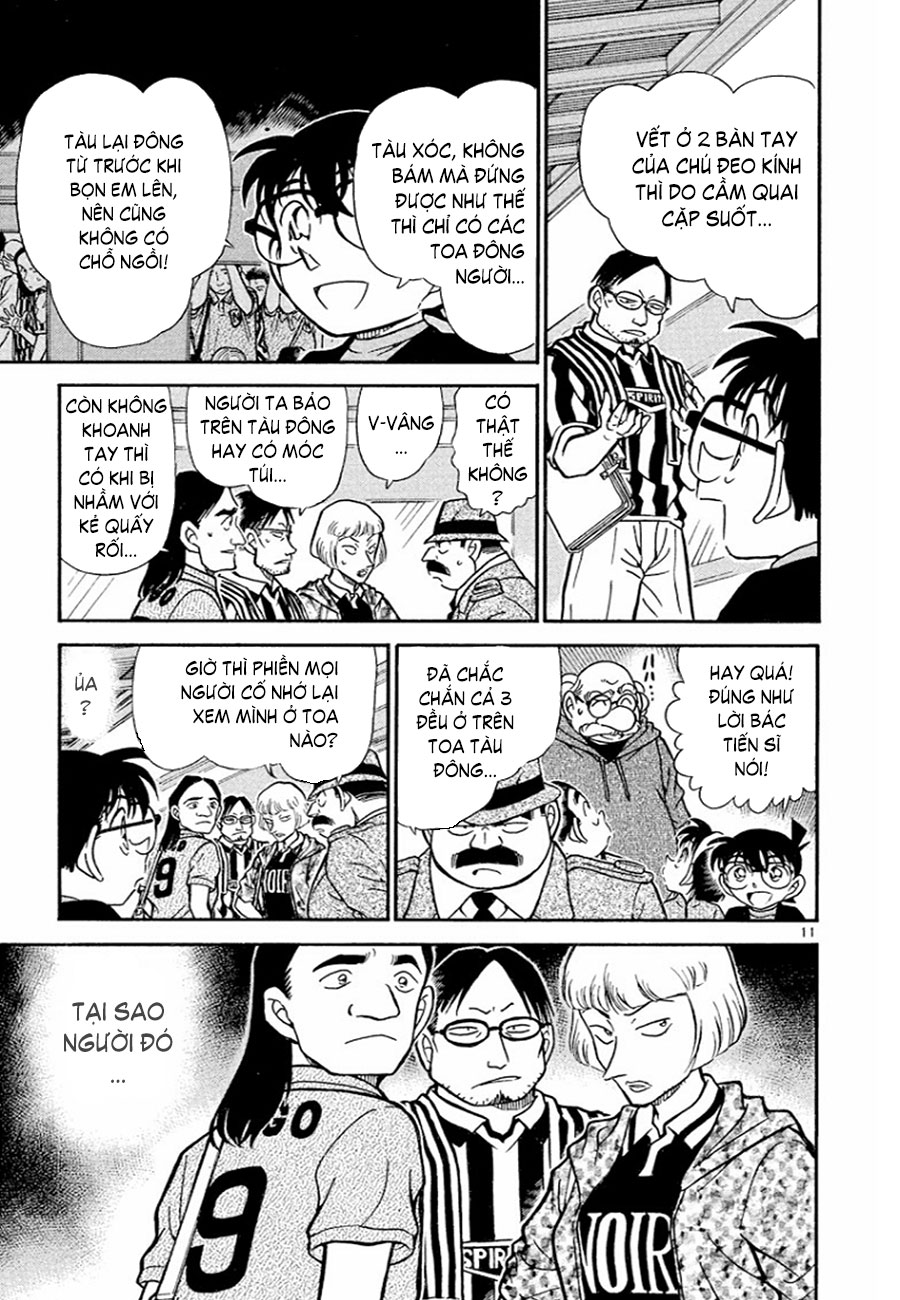 VẾT Ở 2 BÀN TAY
CỦA CHÚ ĐEO KÍNH
THÌ DO CẦM QUAI
CẶP SUỐT...
SPIRIT
TÀU XÓC, KHÔNG
BÁM MÀ ĐỨNG
ĐƯỢC NHƯ THẾ
THÌ CHỈ CÓ CÁC
TOA ĐÔNG
NGƯỜI...
TÀU LẠI ĐÔNG
TỪ TRƯỚC KHI
BỌN EM LÊN,
NÊN CŨNG
KHÔNG CÓ
CHỖ NGỒI!
CÓ
THẬT
THẾ
KHÔNG
?
V-VÂNG
...
NGƯỜI TA BẢO
TRÊN TÀU ĐÔNG
HAY CÓ MÓC
TÚI...
CÒN KHÔNG
KHOANH
TAY THÌ
CÓ KHI BỊ
NHẦM VỚI
KẺ QUẤY
RỐI...
GO
HAY QUÁ!
ĐÚNG NHƯ
LỜI BÁC
TIẾN SĨ
NÓI!
ĐÃ CHẮC
CHẮN CẢ 3
ĐỀU Ở TRÊN
TOA TÀU
ĐÔNG...
GIỜ THÌ PHIỀN MỌI
NGƯỜI CỐ NHỚ LẠI
XEM MÌNH Ở TOA
NÀO?
ỦA
?
9
NOIR
11
TẠI SAO
NGƯỜI ĐÓ
...
GO
9
SPIRIT
NOIR